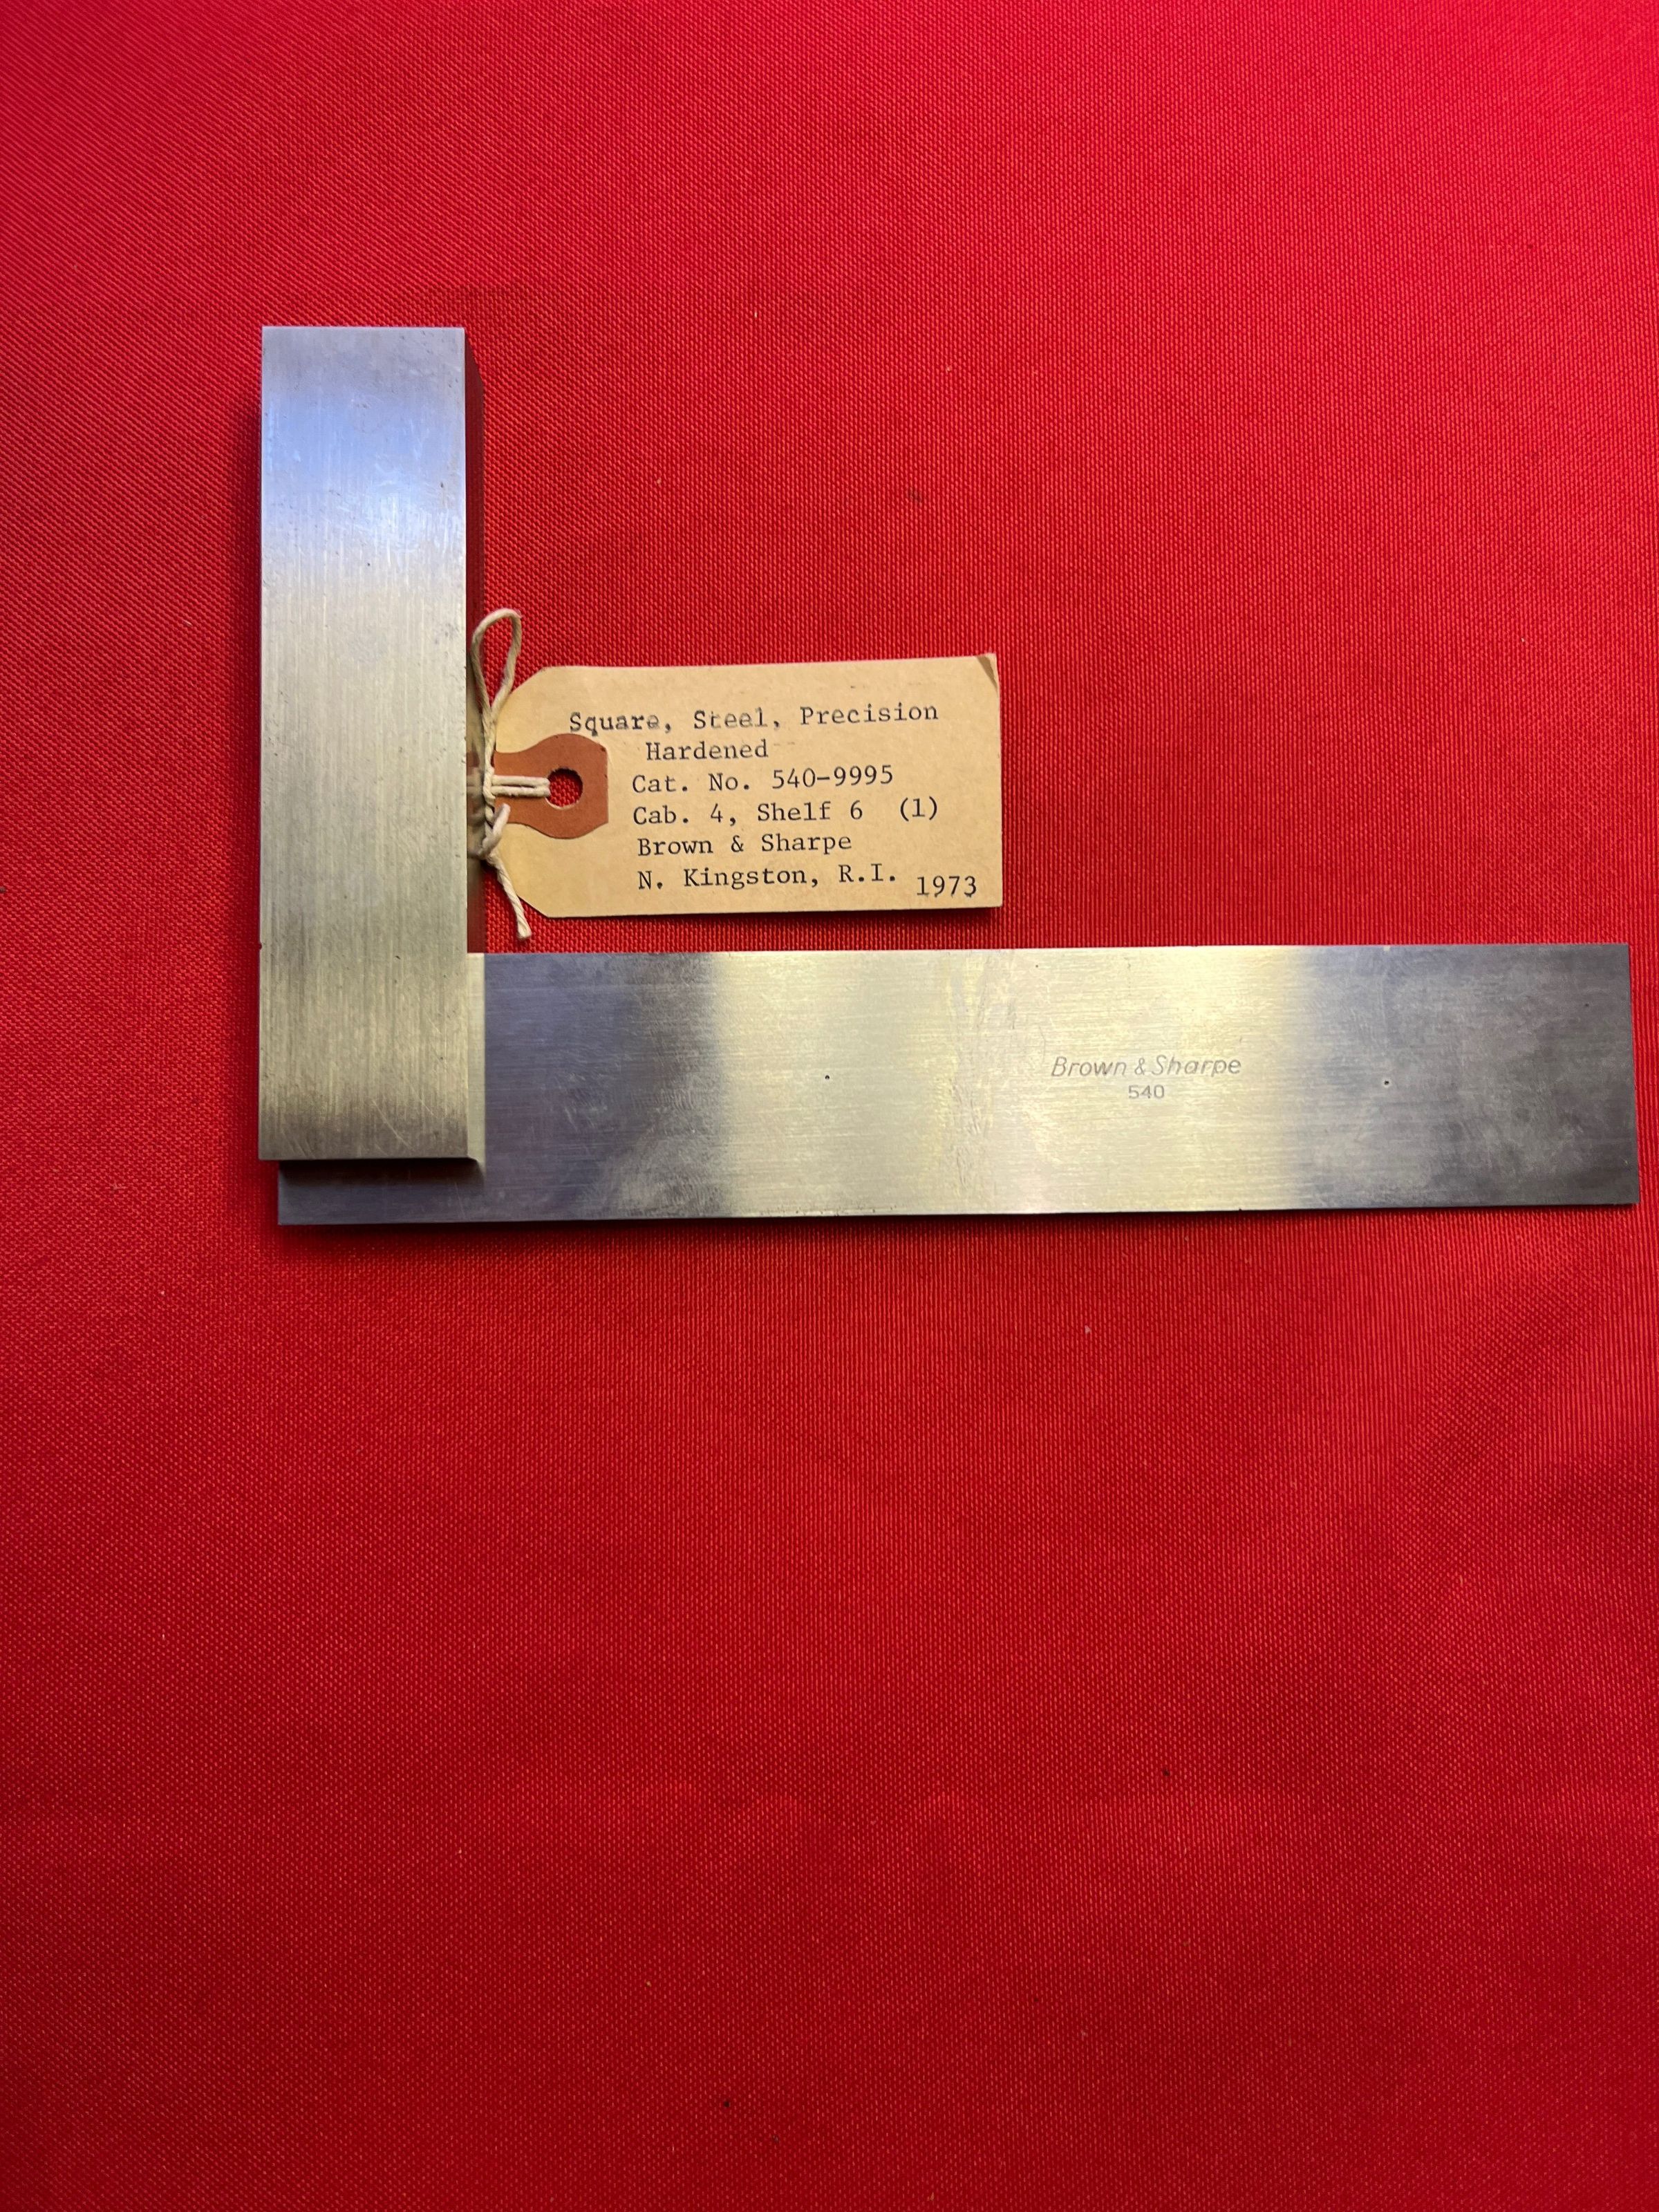 Square, Steel, Precision
Hardened
Cat. No. 540-9995
Cab. 4, Shelf 6 (1)
Brown & Sharpe
N. Kingston, R.I. 1973
Brown & Sharpe
540